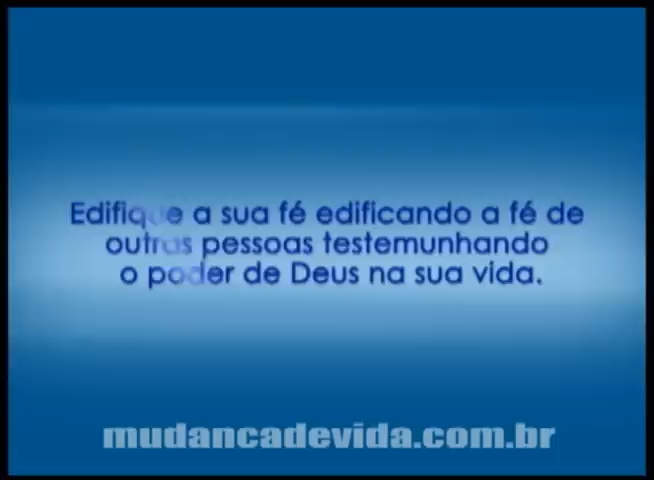 Edifique a sua fé edificando a fé de
outras pessoas testemunhando
o poder de Deus na sua vida.
mudancadevida.com.br